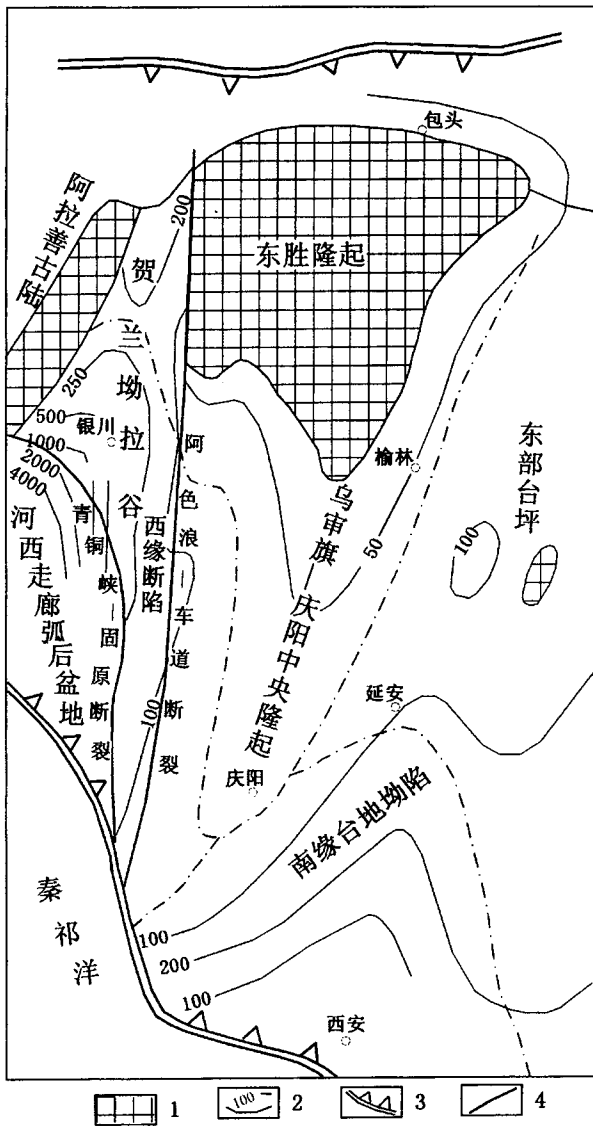 包头
阿拉善古陆
200
贺兰坳拉谷
东胜隆起
250
500
银川
1000
2000
4000
阿色浪—车道断裂
榆林
东部台坪
河西走廊弧后盆地
青铜峡—固原断裂
西缘断陷
乌审旗—庆阳中央隆起
50
100
100
延安
庆阳
南缘台地坳陷
秦祁洋
100
200
100
西安
1
100
2
3
4